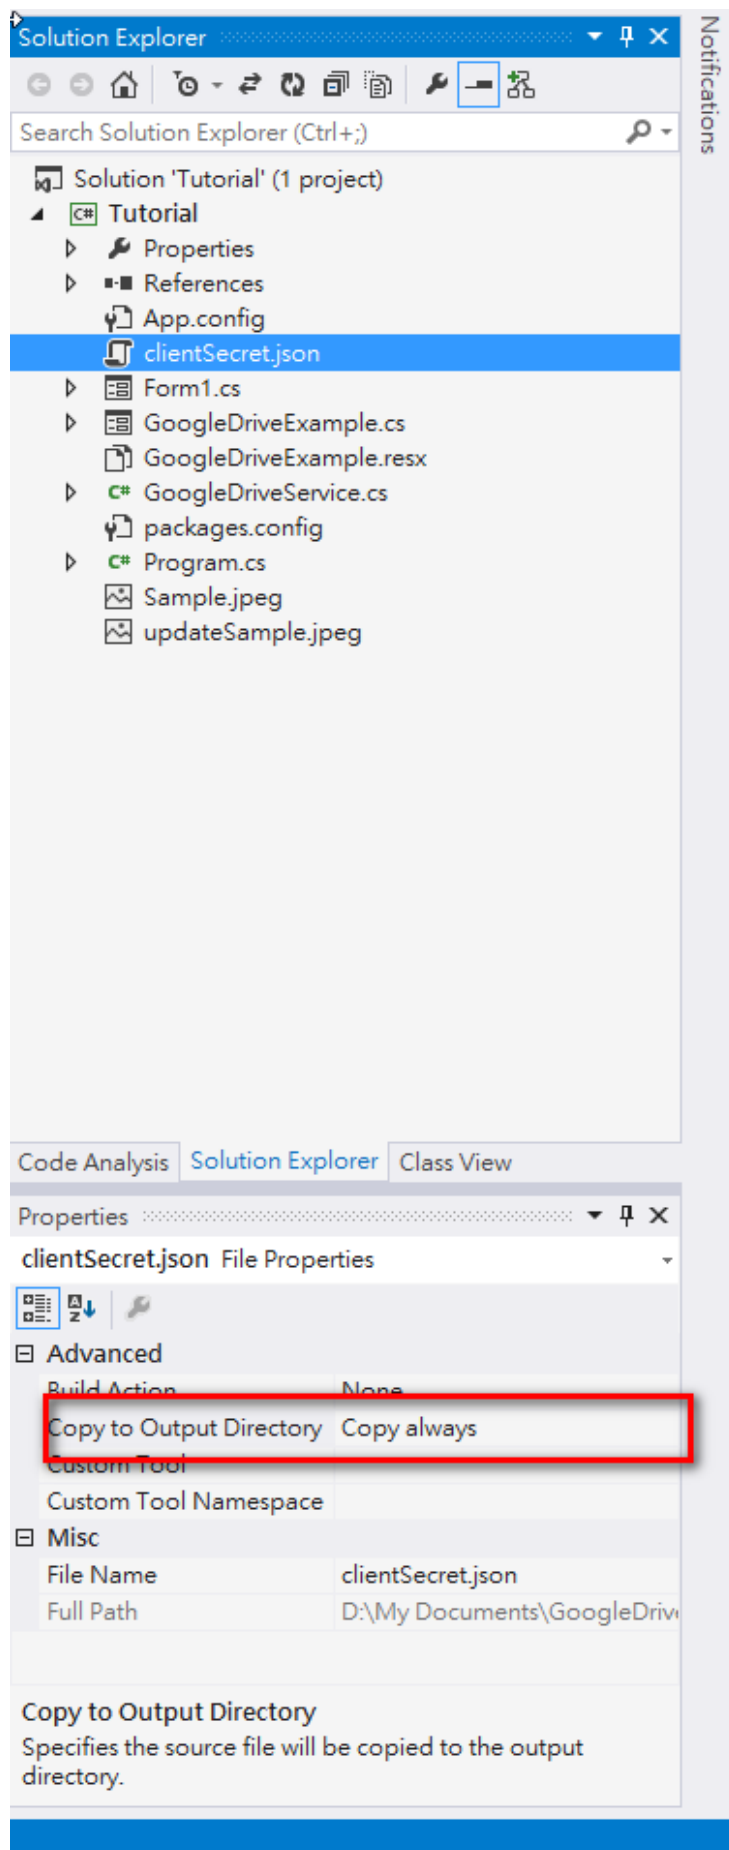 Solution Explorer
Search Solution Explorer (Ctrl+;)
Solution 'Tutorial' (1 project)
C# Tutorial
Properties
References
App.config
clientSecret.json
Form1.cs
GoogleDriveExample.cs
GoogleDriveExample.resx
C# GoogleDriveService.cs
packages.config
C# Program.cs
Sample.jpeg
updateSample.jpeg
Code Analysis Solution Explorer Class View
Properties
clientSecret.json File Properties
Advanced
Build Action None
Copy to Output Directory Copy always
Custom Tool
Custom Tool Namespace
Misc
File Name clientSecret.json
Full Path D:\My Documents\GoogleDriv
Copy to Output Directory
Specifies the source file will be copied to the output
directory.
Notifications